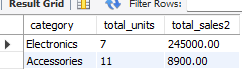 Result Grid Filter Rows:
category total_units total_sales2
Electronics 7 245000.00
Accessories 11 8900.00